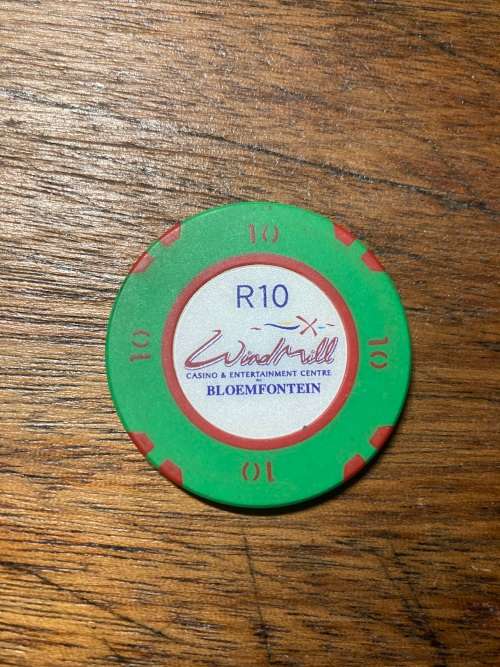 10
R10
WindMill
CASINO & ENTERTAINMENT CENTRE
BLOEMFONTEIN
10
10
10